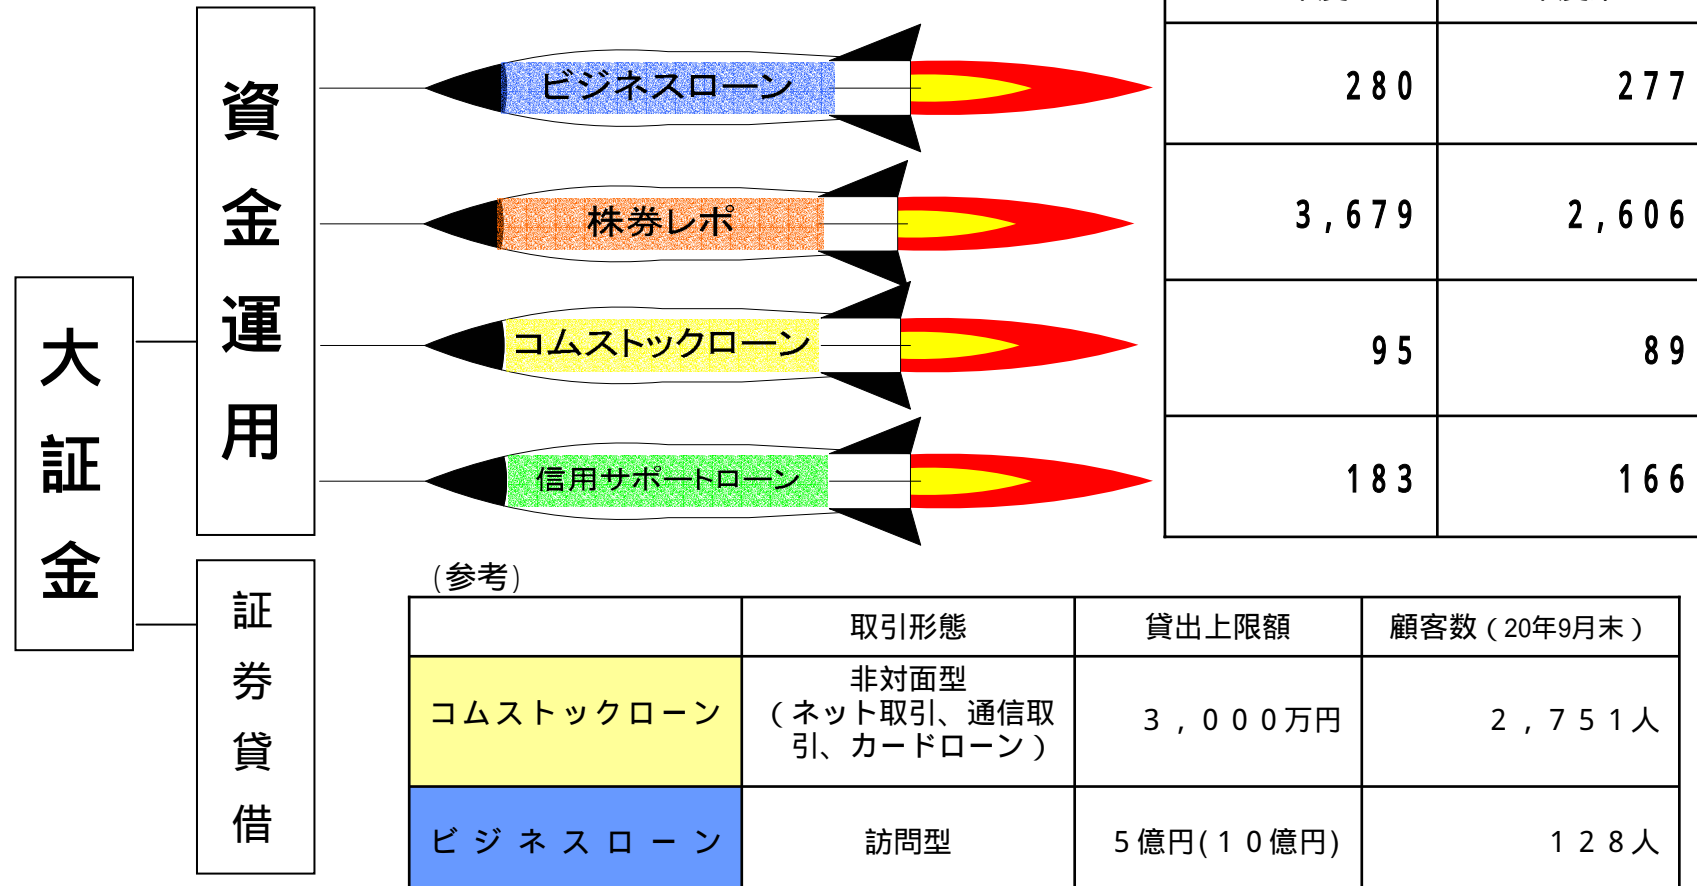 大証金
資金運用
証券貸借
ビジネスローン
280 277
株券レポ
3,679 2,606
コムストックローン
95 89
信用サポートローン
183 166
(参考)
取引形態 貸出上限額 顧客数(20年9月末)
コムストックローン
非対面型
(ネット取引、通信取
引、カードローン)
3,000万円 2,751人
ビジネスローン 訪問型 5億円(10億円) 128人